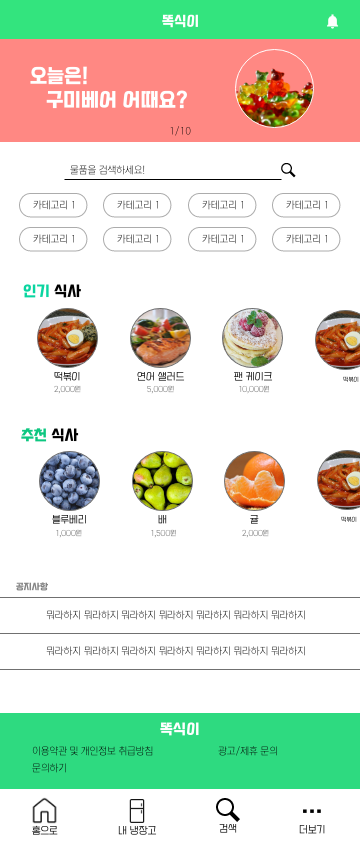 똑식이
오늘은!
구미베어 어때요?
1/10
물품을 검색하세요!
카테고리 1 카테고리 1 카테고리 1 카테고리 1
카테고리 1 카테고리 1 카테고리 1 카테고리 1
인기 식사
떡볶이 연어 샐러드 팬 케이크 떡볶이
2,000원 5,000원 10,000원
추천 식사
블루베리 배 귤 떡볶이
1,000원 1,500원 2,000원
공지사항
뭐라하지 뭐라하지 뭐라하지 뭐라하지 뭐라하지 뭐라하지 뭐라하지
뭐라하지 뭐라하지 뭐라하지 뭐라하지 뭐라하지 뭐라하지 뭐라하지
똑식이
이용약관 및 개인정보 취급방침 광고/제휴 문의
문의하기
홈으로 내 냉장고 검색 더보기